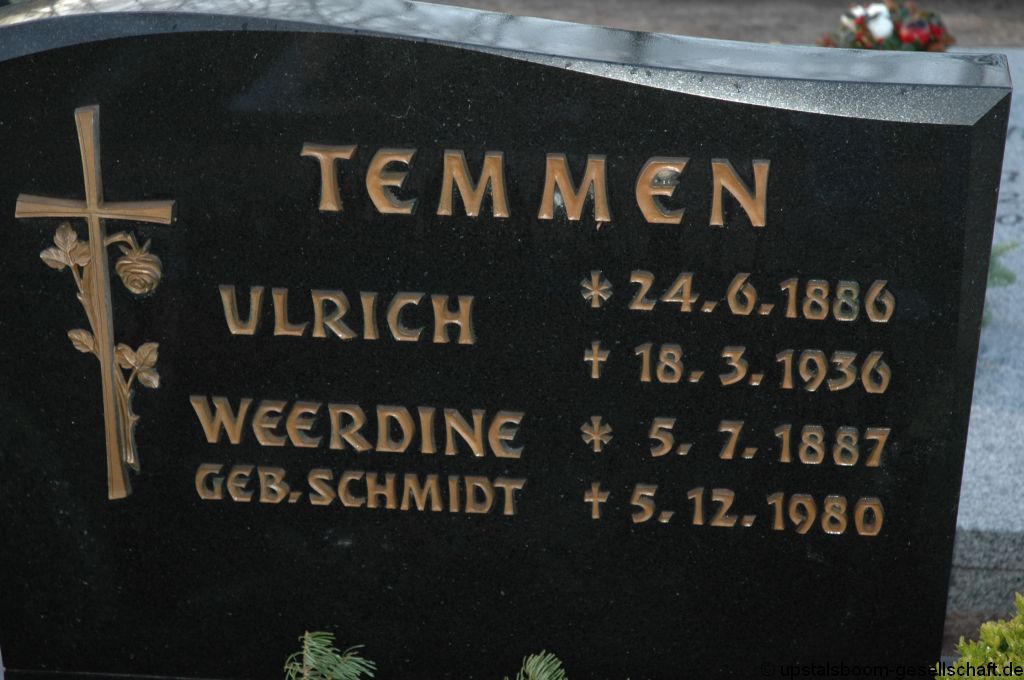 TEMMEN
ULRICH * 24.6.1886
† 18.3.1936
WEERDINE * 5.7.1887
GEB. SCHMIDT † 5.12.1980
© upstalsboom-gesellschaft.de